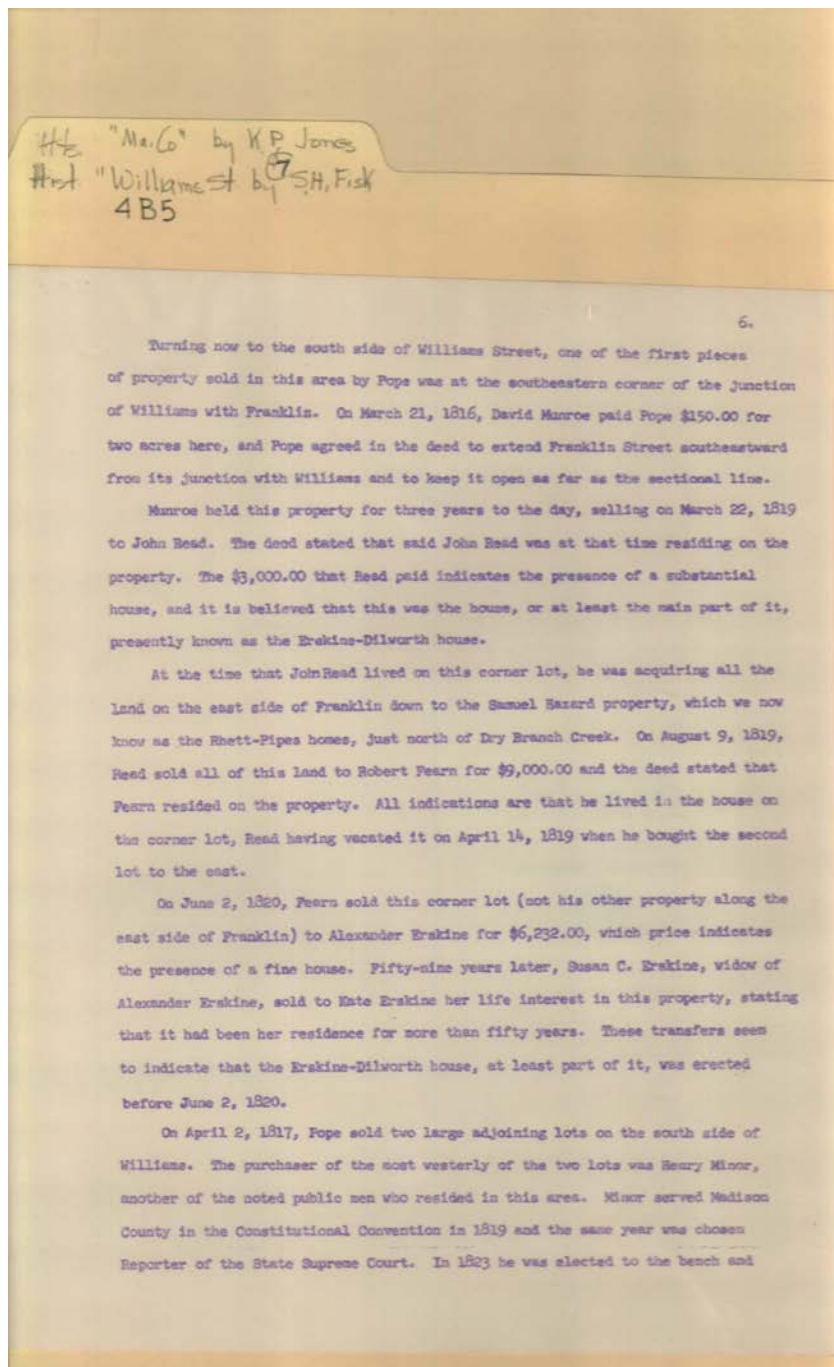 Hts. "Ma. Co" by K.P. Jones
Hist "Williams St by S.H. Fisk
7
4B5
6.
Turning now to the south side of Williams Street, one of the first pieces
of property sold in this area by Pope was at the southeastern corner of the junction
of Williams with Franklin. On March 21, 1816, David Munroe paid Pope $150.00 for
two acres here, and Pope agreed in the deed to extend Franklin Street southeastward
from its junction with Williams and to keep it open as far as the sectional line.
Munroe held this property for three years to the day, selling on March 22, 1819
to John Read. The deed stated that said John Read was at that time residing on the
property. The $3,000.00 that Read paid indicates the presence of a substantial
house, and it is believed that this was the house, or at least the main part of it,
presently known as the Erskine-Dilworth house.
At the time that John Read lived on this corner lot, he was acquiring all the
land on the east side of Franklin down to the Samuel Hazard property, which we now
know as the Rhett-Pipes homes, just north of Dry Branch Creek. On August 9, 1819,
Read sold all of this land to Robert Fearn for $9,000.00 and the deed stated that
Fearn resided on the property. All indications are that he lived in the house on
the corner lot, Read having vacated it on April 14, 1819 when he bought the second
lot to the east.
On June 2, 1820, Fearn sold this corner lot (not his other property along the
east side of Franklin) to Alexander Erskine for $6,232.00, which price indicates
the presence of a fine house. Fifty-nine years later, Susan C. Erskine, widow of
Alexander Erskine, sold to Kate Erskine her life interest in this property, stating
that it had been her residence for more than fifty years. These transfers seem
to indicate that the Erskine-Dilworth house, at least part of it, was erected
before June 2, 1820.
On April 2, 1817, Pope sold two large adjoining lots on the south side of
Williams. The purchaser of the most westerly of the two lots was Henry Minor,
another of the noted public men who resided in this area. Minor served Madison
County in the Constitutional Convention in 1819 and the same year was chosen
Reporter of the State Supreme Court. In 1823 he was elected to the bench and